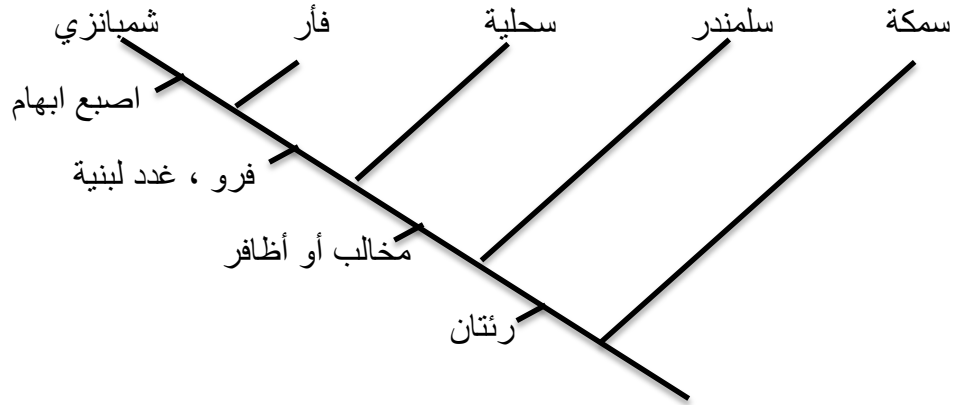 سمكة
سلمندر
سحلية
فأر
شمبانزي
اصبع ابهام
فرو ، غدد لبنية
مخالب أو أظافر
رئتان